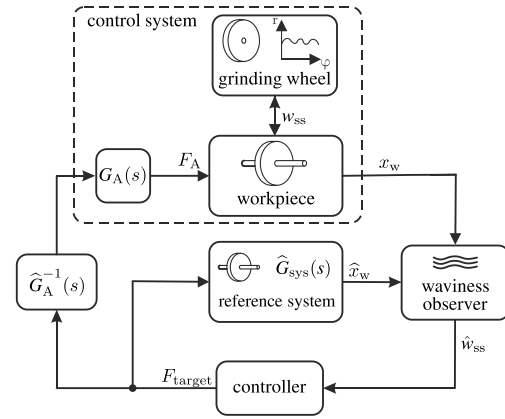 control system
r
φ
grinding wheel
w_ss
G_A(s)
F_A
workpiece
x_w
Ĝ_A^{-1}(s)
Ĝ_sys(s)
reference system
x̂_w
waviness
observer
ŵ_ss
F_target
controller